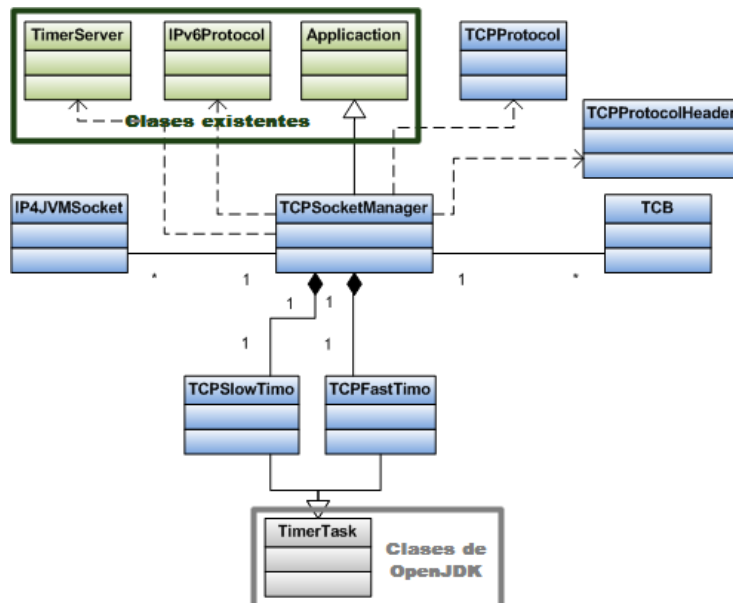 TimerServer
IPv6Protocol
Applicaction
TCPProtocol
Clases existentes
TCPProtocolHeader
IP4JVMSocket
TCPSocketManager
TCB
*
1
1
*
1
1
1
1
TCPSlowTimo
TCPFastTimo
TimerTask
Clases de
OpenJDK